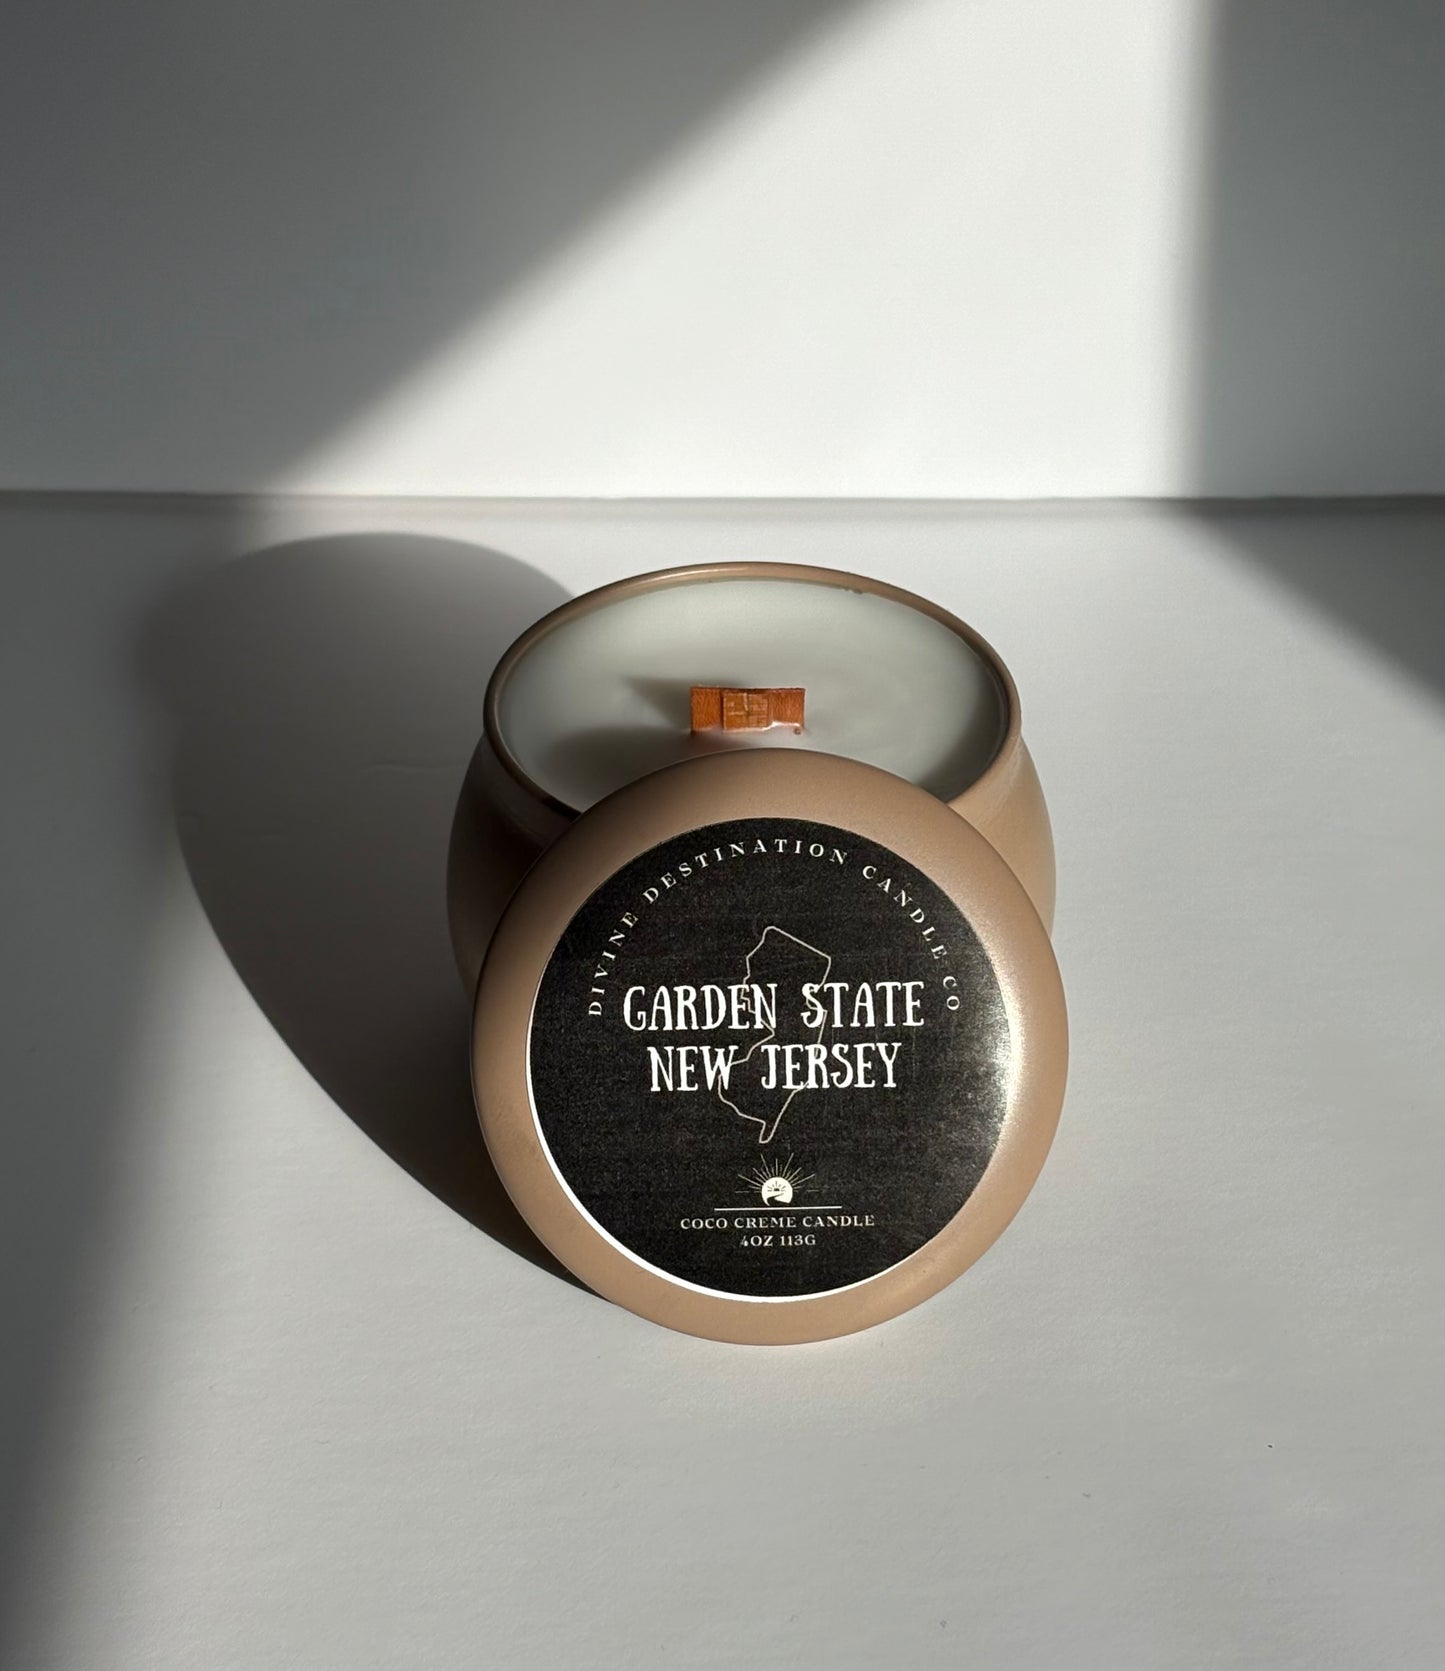 DIVINE DESTINATION CANDLE CO
GARDEN STATE
NEW JERSEY
COCO CREME CANDLE
4OZ 113G